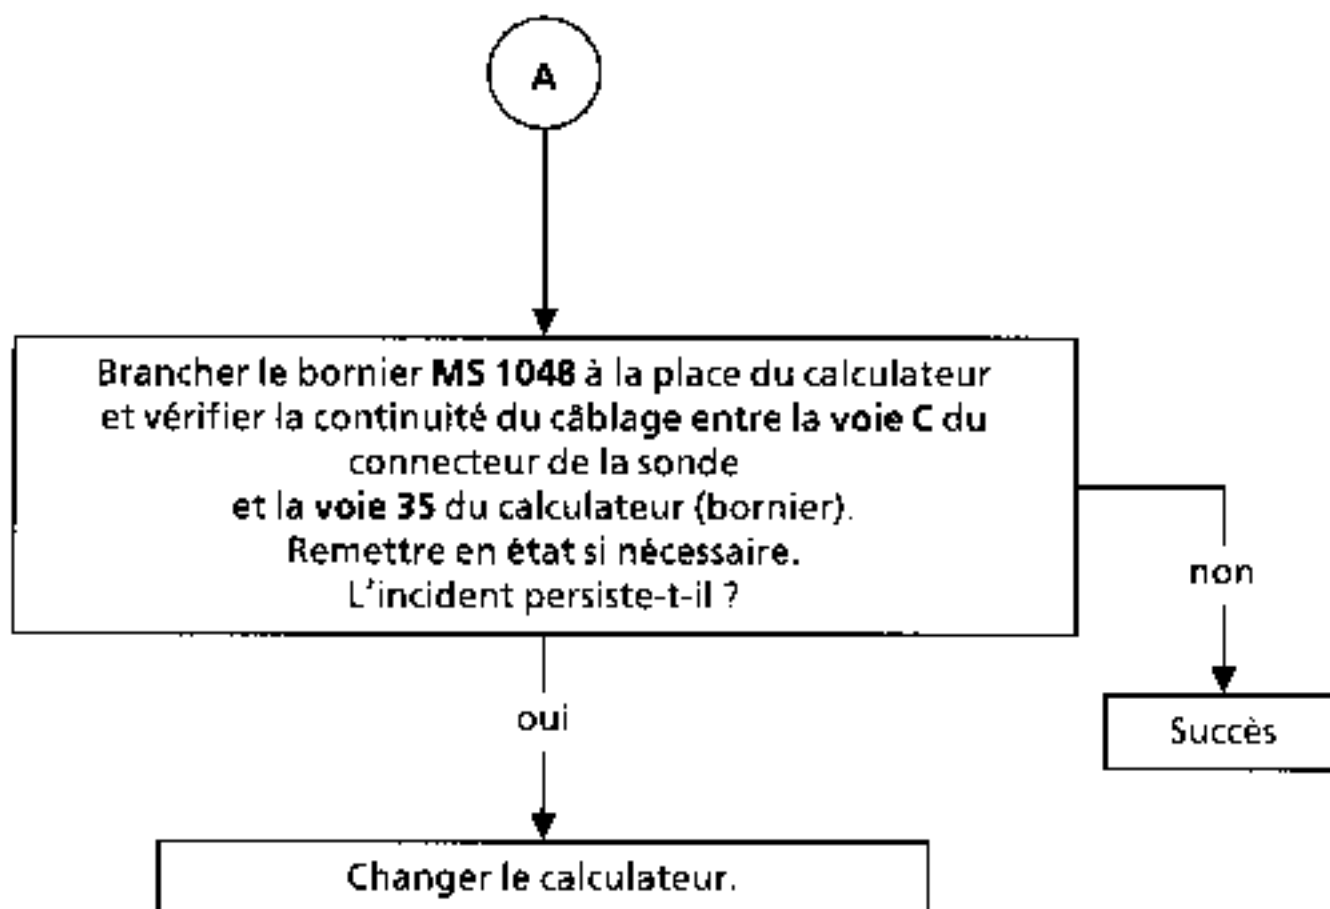 A
Brancher le bornier MS 1048 à la place du calculateur
et vérifier la continuité du câblage entre la voie C du
connecteur de la sonde
et la voie 35 du calculateur (bornier).
Remettre en état si nécessaire.
L'incident persiste-t-il ?
non
oui
Succès
Changer le calculateur.